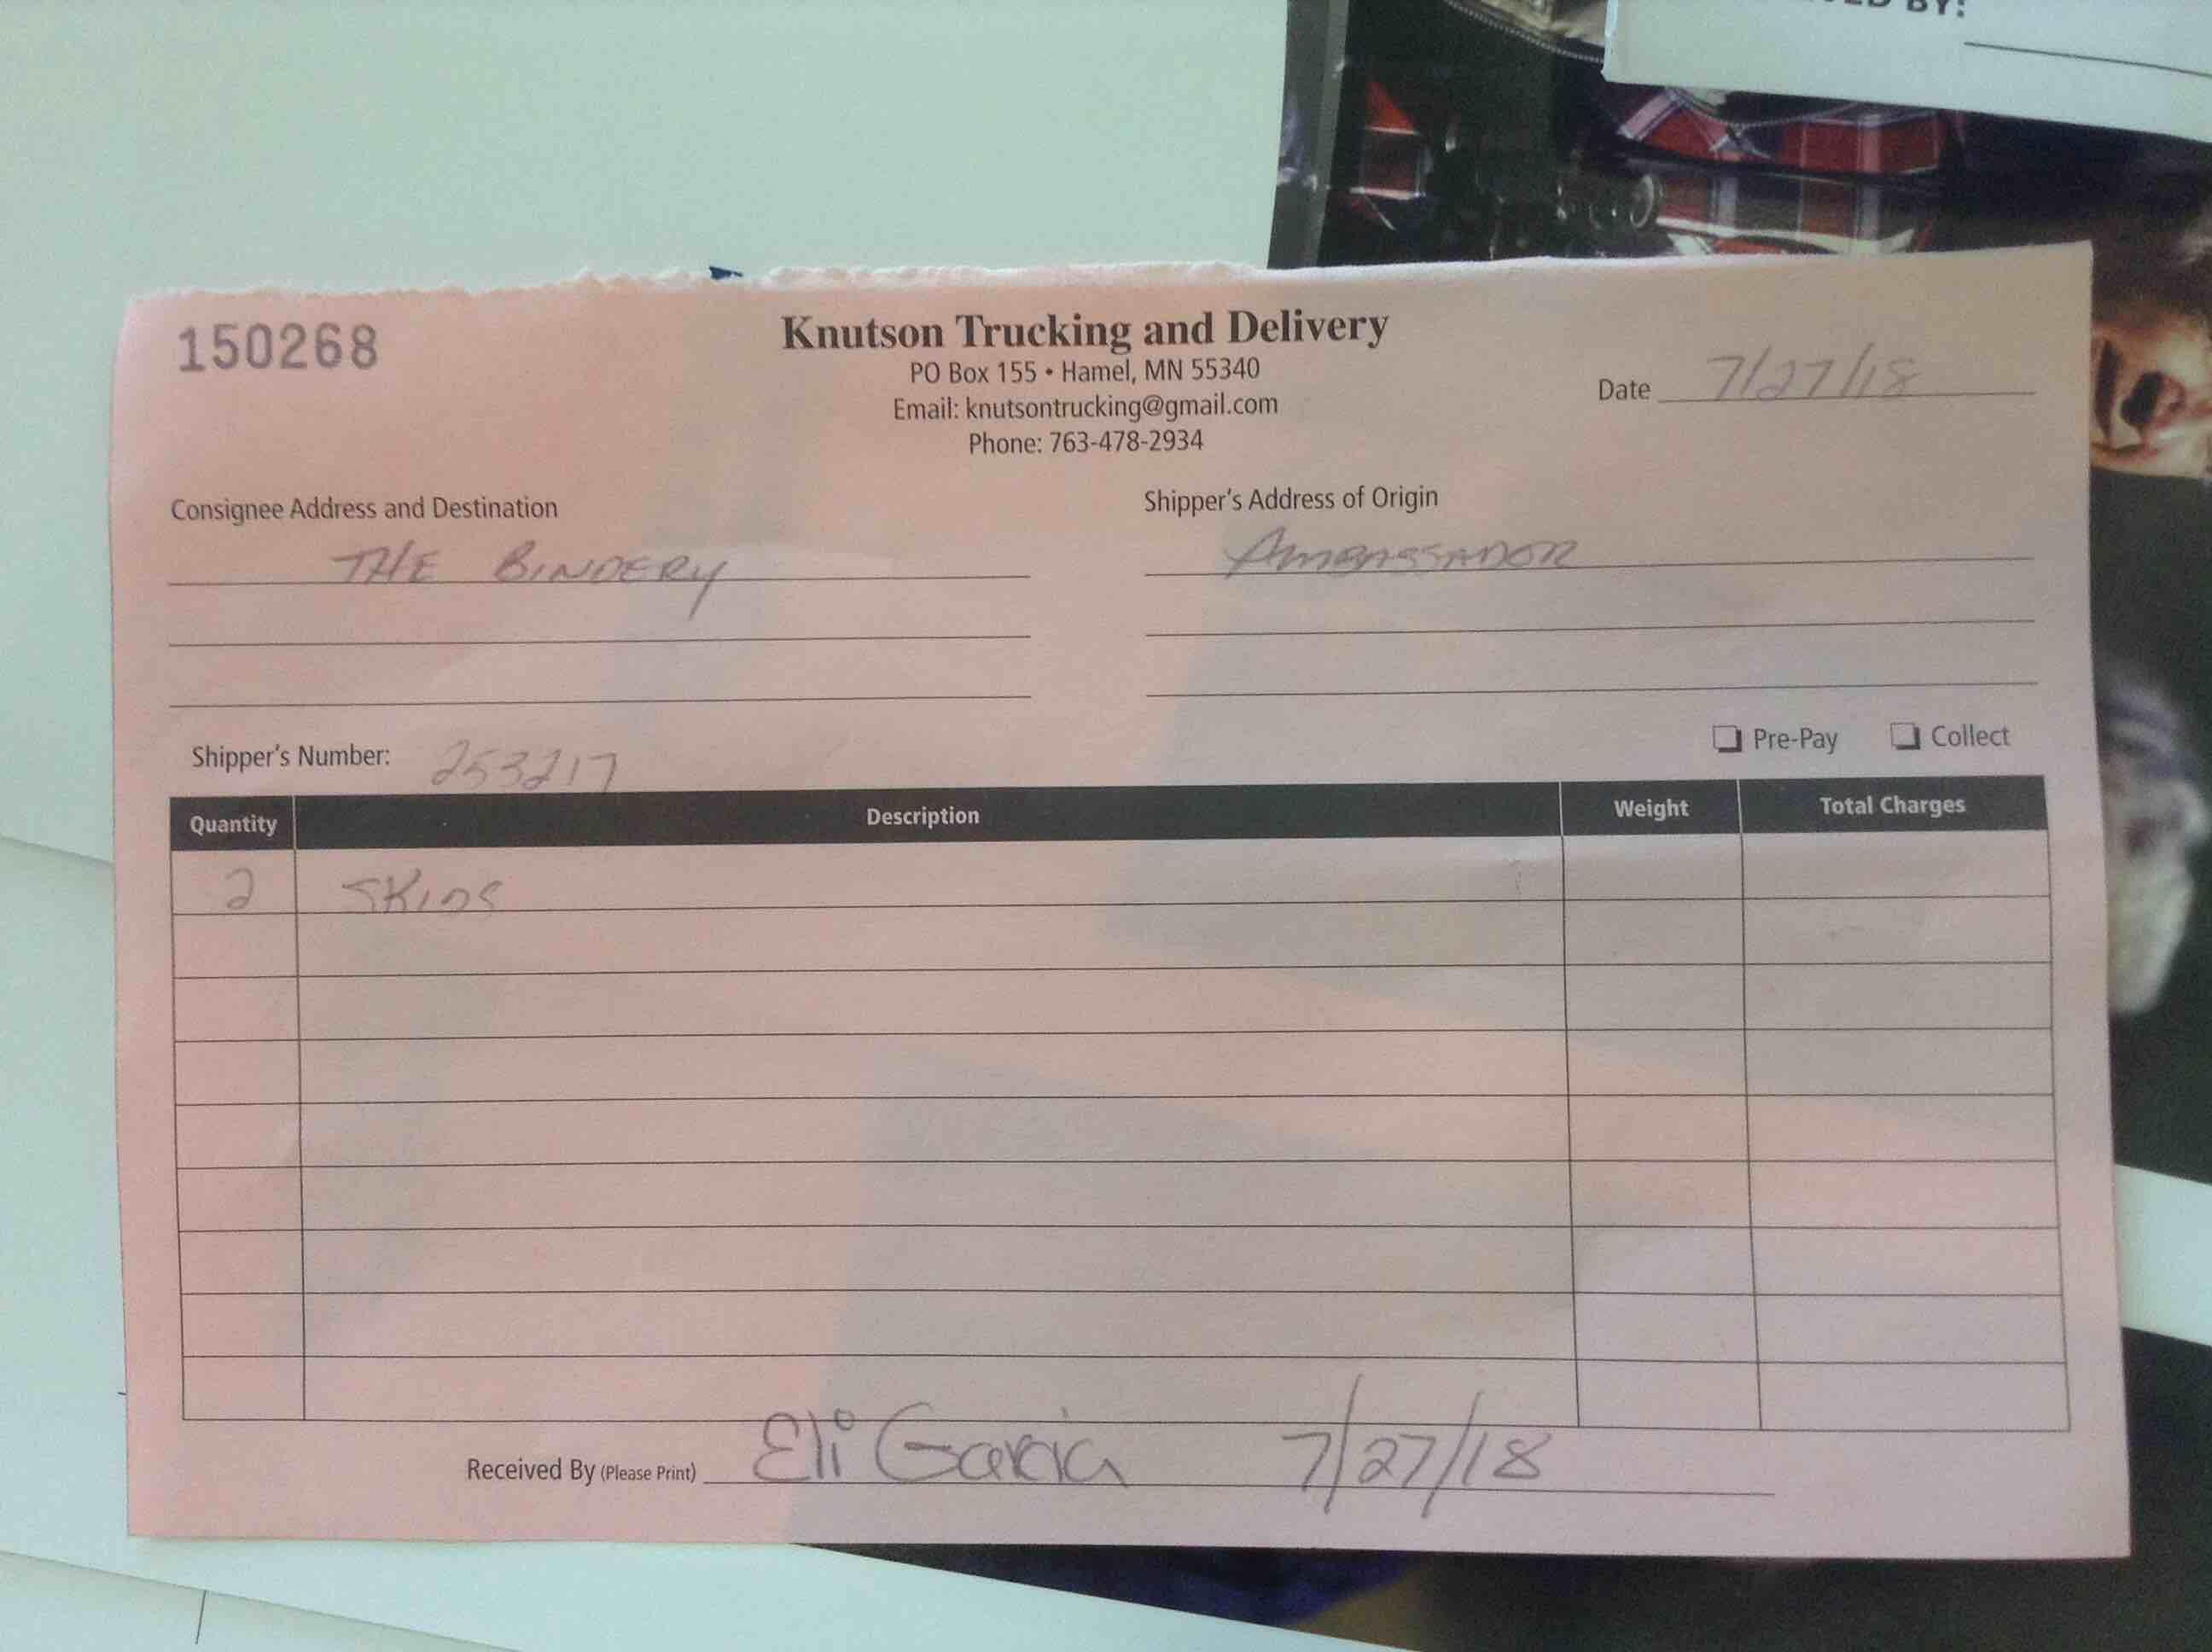 ED BY:
150268
Knutson Trucking and Delivery
PO Box 155 • Hamel, MN 55340
Email: knutsontrucking@gmail.com
Phone: 763-478-2934
Date 7/27/18
Consignee Address and Destination
THE BINDERY
Shipper's Address of Origin
AMBASSADOR
Shipper's Number: 253217
Pre-Pay Collect
Quantity Description Weight Total Charges
2 SKIDS
Received By (Please Print) Eli Garcia 7/27/18